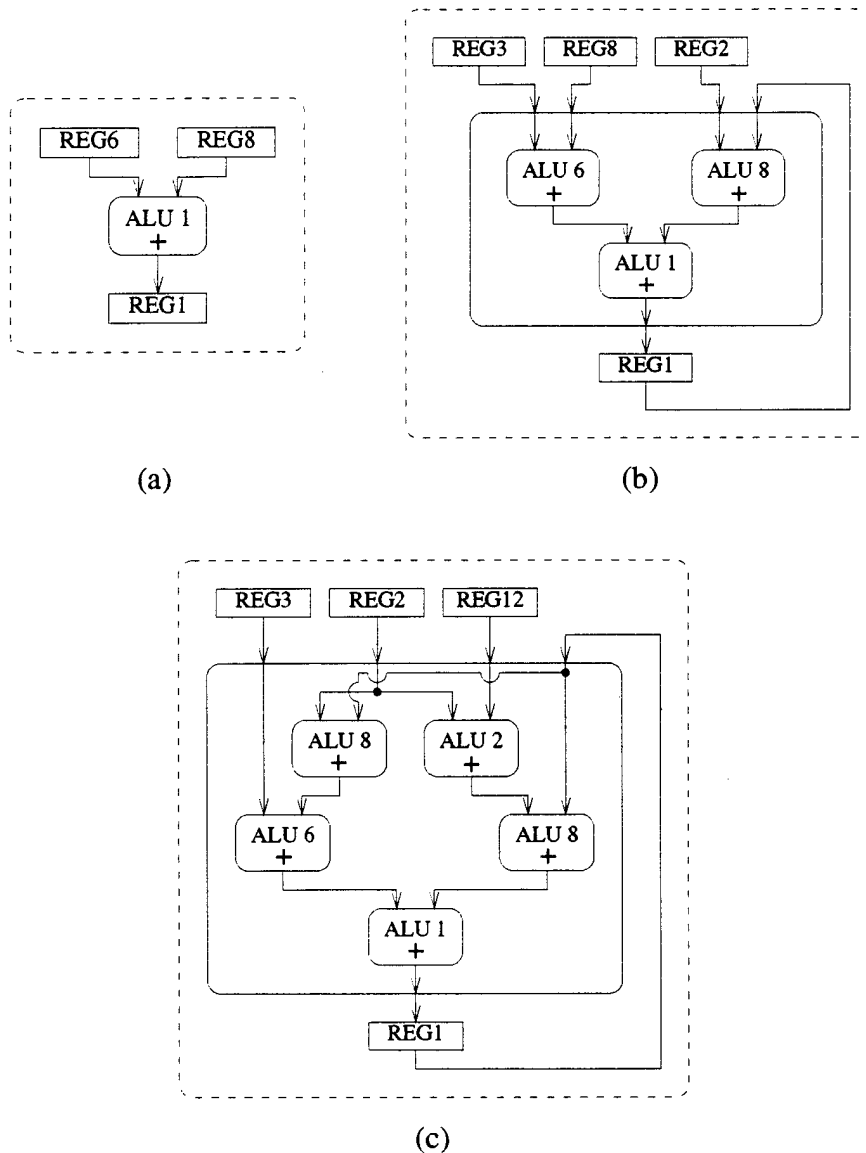 REG3 REG8 REG2
REG6 REG8
ALU 6
+
ALU 8
+
ALU 1
+
ALU 1
+
REG1
REG1
(a)
(b)
REG3 REG2 REG12
ALU 8
+
ALU 2
+
ALU 6
+
ALU 8
+
ALU 1
+
REG1
(c)